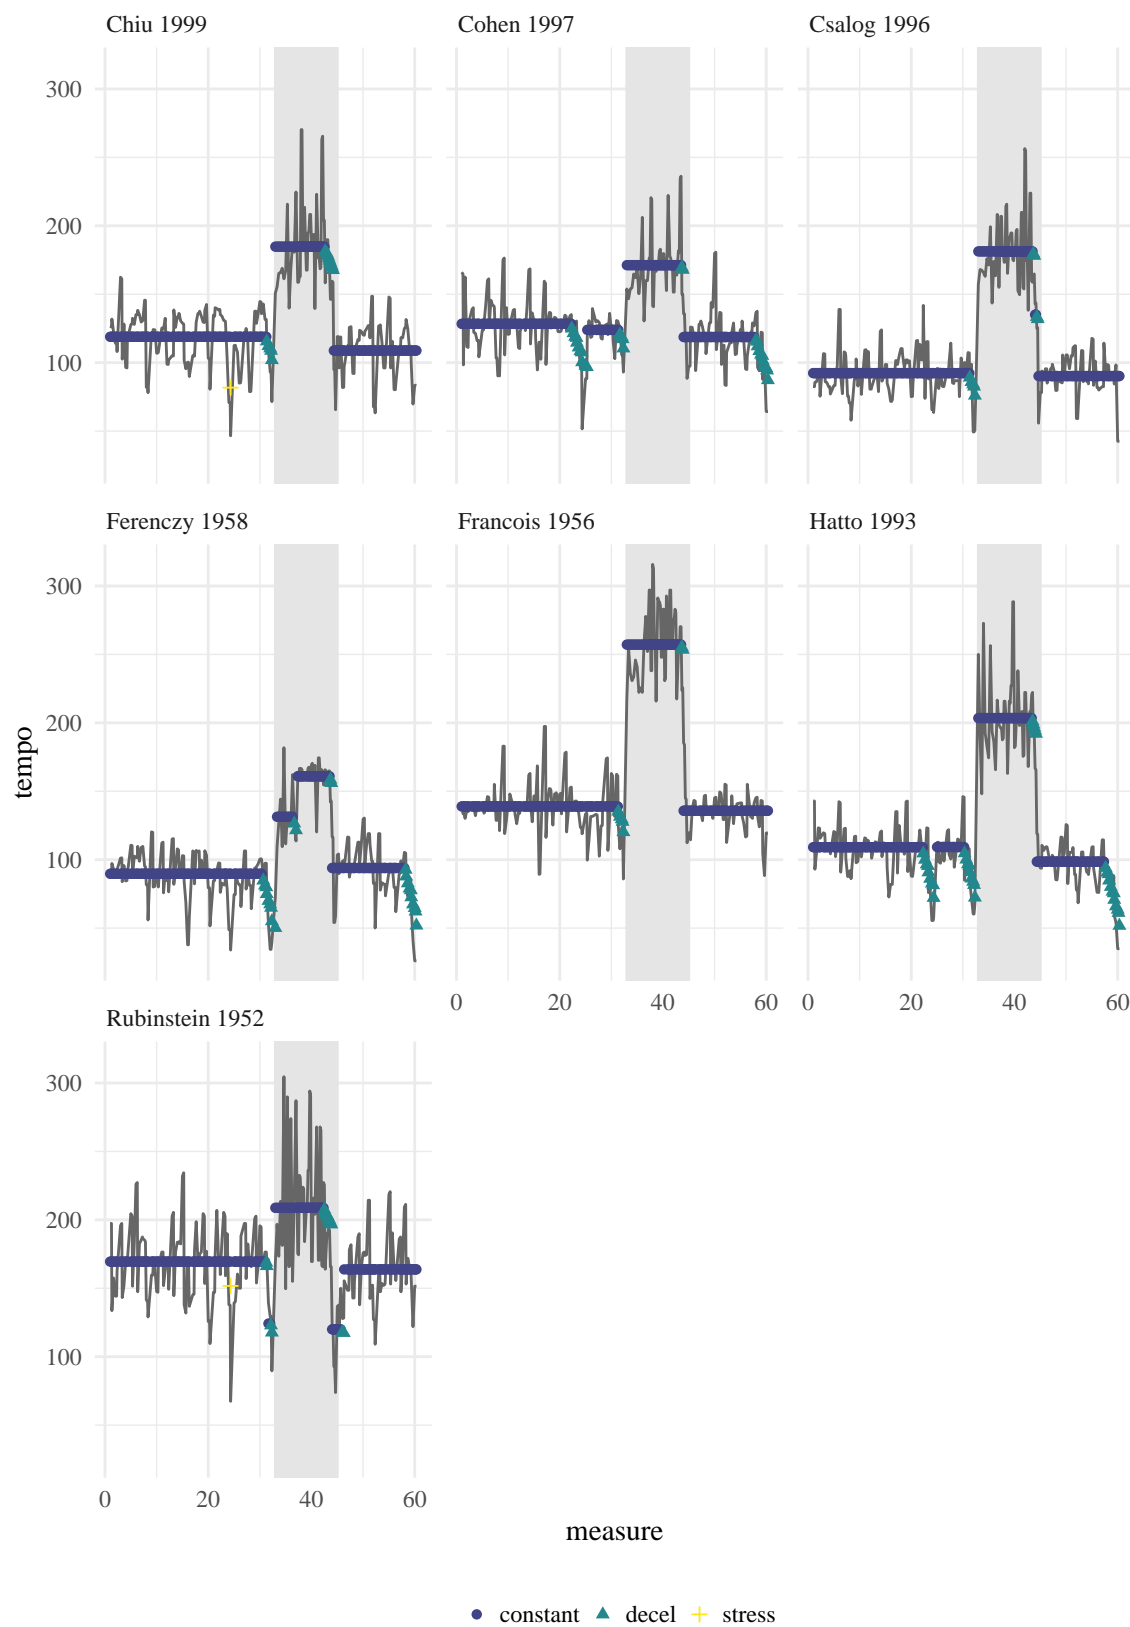 Chiu 1999
Cohen 1997
Csalog 1996
300
200
100
Ferenczy 1958
Francois 1956
Hatto 1993
300
200
100
0 20 40 60
0 20 40 60
Rubinstein 1952
300
200
100
0 20 40 60
tempo
measure
constant decel stress